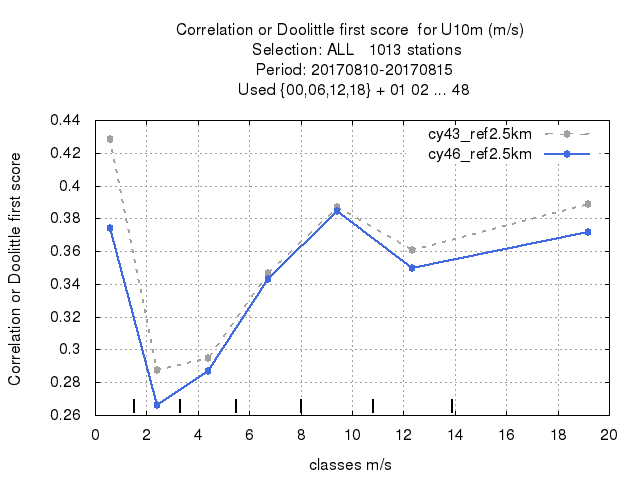 Correlation or Doolittle first score  for U10m (m/s)
Selection: ALL   1013 stations
Period: 20170810-20170815
Used {00,06,12,18} + 01 02 ... 48
cy43_ref2.5km
cy46_ref2.5km
0.44
0.42
0.4
0.38
0.36
0.34
0.32
0.3
0.28
0.26
Correlation or Doolittle first score
0 2 4 6 8 10 12 14 16 18 20
classes m/s